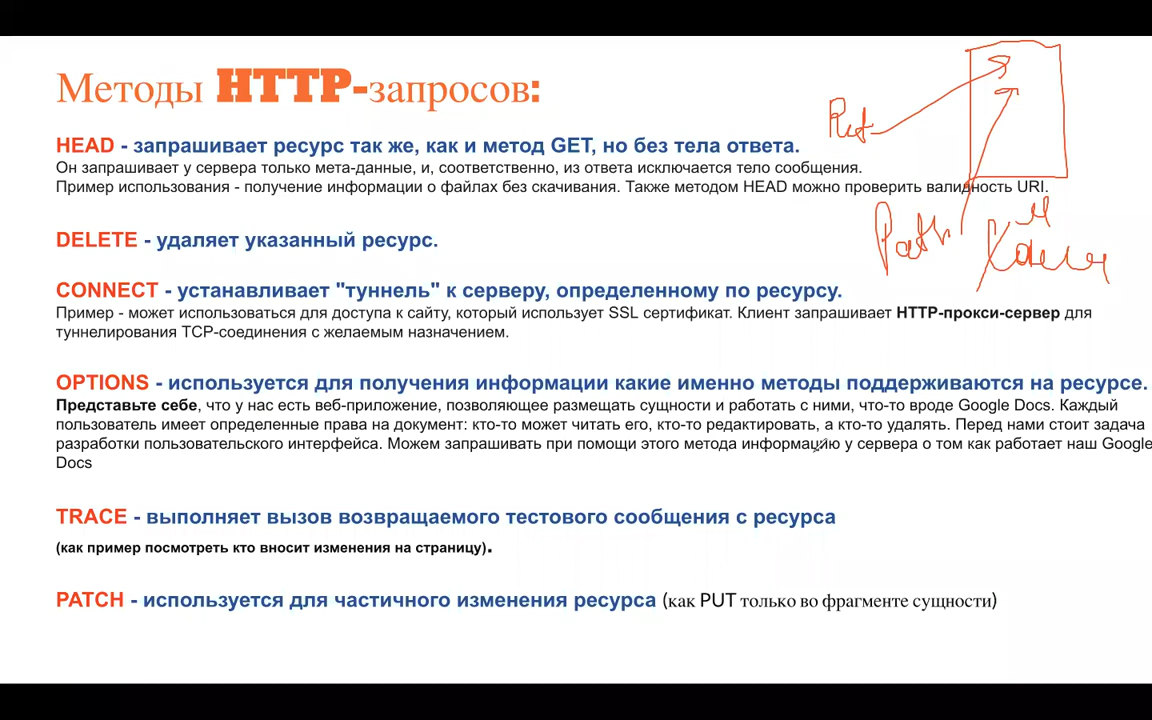 Методы HTTP-запросов:
HEAD - запрашивает ресурс так же, как и метод GET, но без тела ответа.
Он запрашивает у сервера только мета-данные, и, соответственно, из ответа исключается тело сообщения.
Пример использования - получение информации о файлах без скачивания. Также методом HEAD можно проверить валидность URI.
Put
DELETE - удаляет указанный ресурс.
CONNECT - устанавливает "туннель" к серверу, определенному по ресурсу.
Пример - может использоваться для доступа к сайту, который использует SSL сертификат. Клиент запрашивает HTTP-прокси-сервер для
туннелирования TCP-соединения с желаемым назначением.
OPTIONS - используется для получения информации какие именно методы поддерживаются на ресурсе.
Представьте себе, что у нас есть веб-приложение, позволяющее размещать сущности и работать с ними, что-то вроде Google Docs. Каждый
пользователь имеет определенные права на документ: кто-то может читать его, кто-то редактировать, а кто-то удалять. Перед нами стоит задача
разработки пользовательского интерфейса. Можем запрашивать при помощи этого метода информацию у сервера о том как работает наш Google
Docs
TRACE - выполняет вызов возвращаемого тестового сообщения с ресурса
(как пример посмотреть кто вносит изменения на страницу).
PATCH - используется для частичного изменения ресурса (как PUT только во фрагменте сущности)